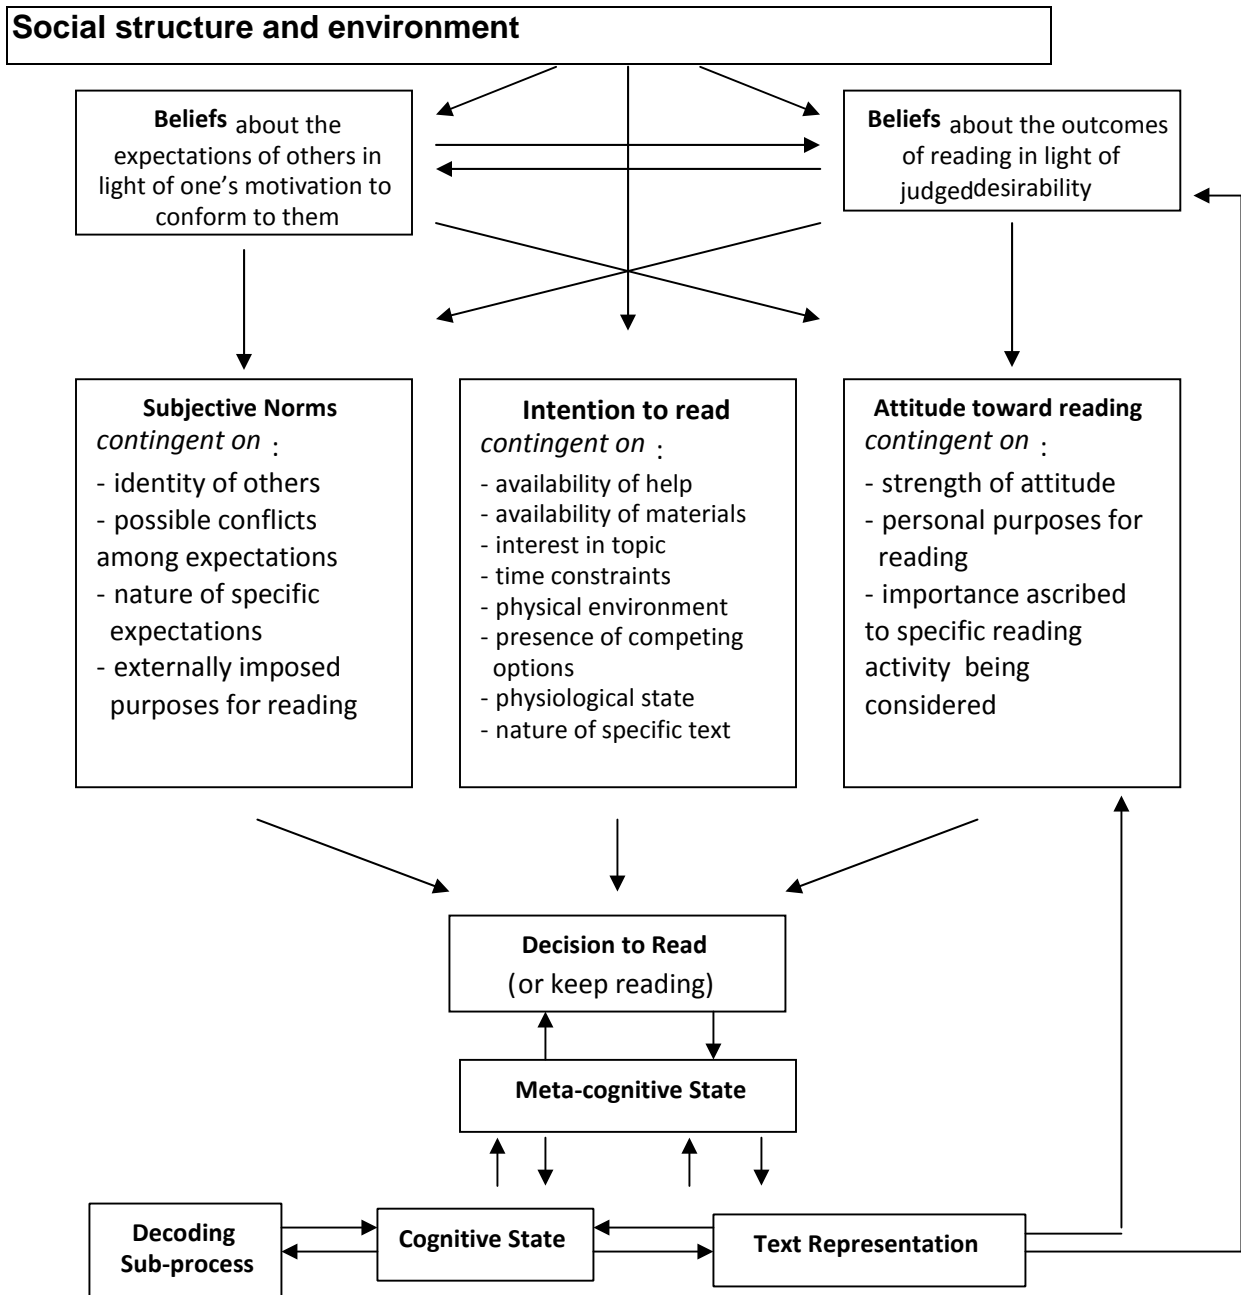 Social structure and environment
Beliefs about the
expectations of others in
light of one's motivation to
conform to them
Beliefs about the outcomes
of reading in light of
judgeddesirability
Subjective Norms
contingent on :
- identity of others
- possible conflicts
among expectations
- nature of specific
expectations
- externally imposed
purposes for reading
Intention to read
contingent on :
- availability of help
- availability of materials
- interest in topic
- time constraints
- physical environment
- presence of competing
options
- physiological state
- nature of specific text
Attitude toward reading
contingent on :
- strength of attitude
- personal purposes for
reading
- importance ascribed
to specific reading
activity being
considered
Decision to Read
(or keep reading)
Meta-cognitive State
Decoding
Sub-process
Cognitive State
Text Representation